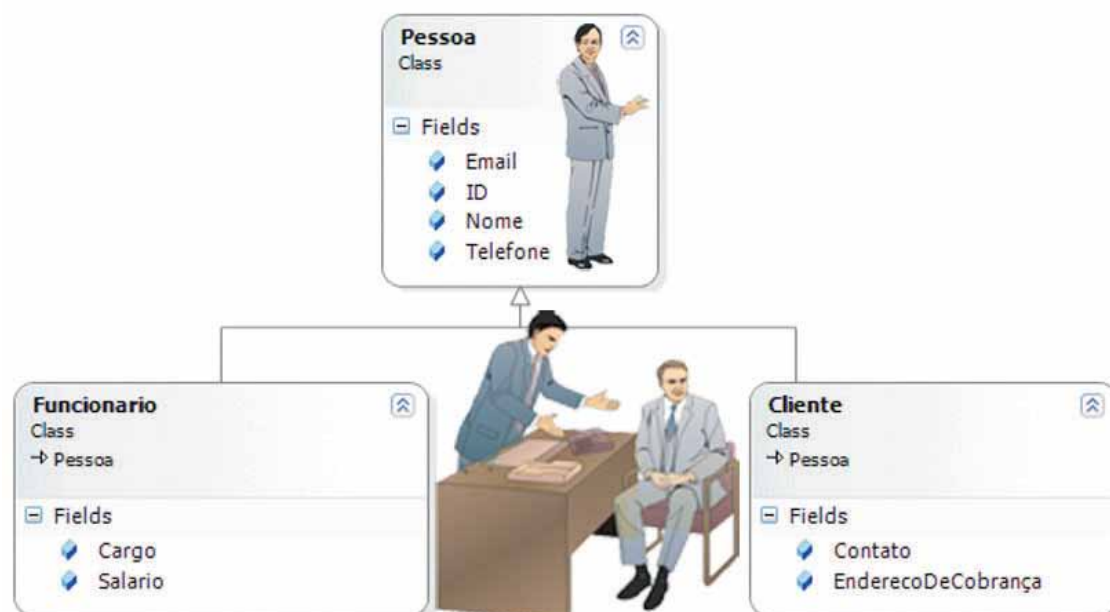 Pessoa
Class
Fields
Email
ID
Nome
Telefone
Funcionario
Class
Pessoa
Fields
Cargo
Salario
Cliente
Class
Pessoa
Fields
Contato
EnderecoDeCobrança